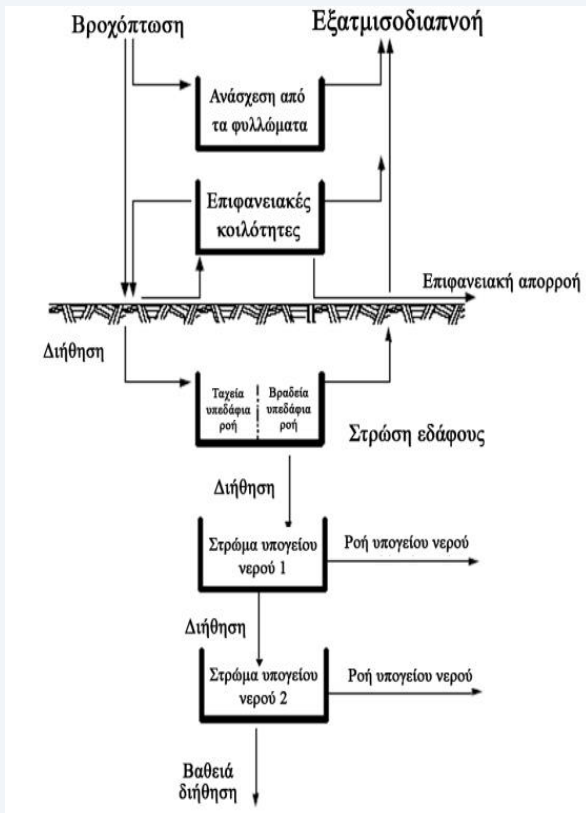 Βροχόπτωση
Εξατμισοδιαπνοή
Ανάσχεση από
τα φυλλώματα
Επιφανειακές
κοιλότητες
Επιφανειακή απορροή
Διήθηση
Ταχεία
υπεδάφια
ροή
Βραδεία
υπεδάφια
ροή
Στρώση εδάφους
Διήθηση
Στρώμα υπογείου
νερού 1
Ροή υπογείου νερού
Διήθηση
Στρώμα υπογείου
νερού 2
Ροή υπογείου νερού
Βαθειά
διήθηση